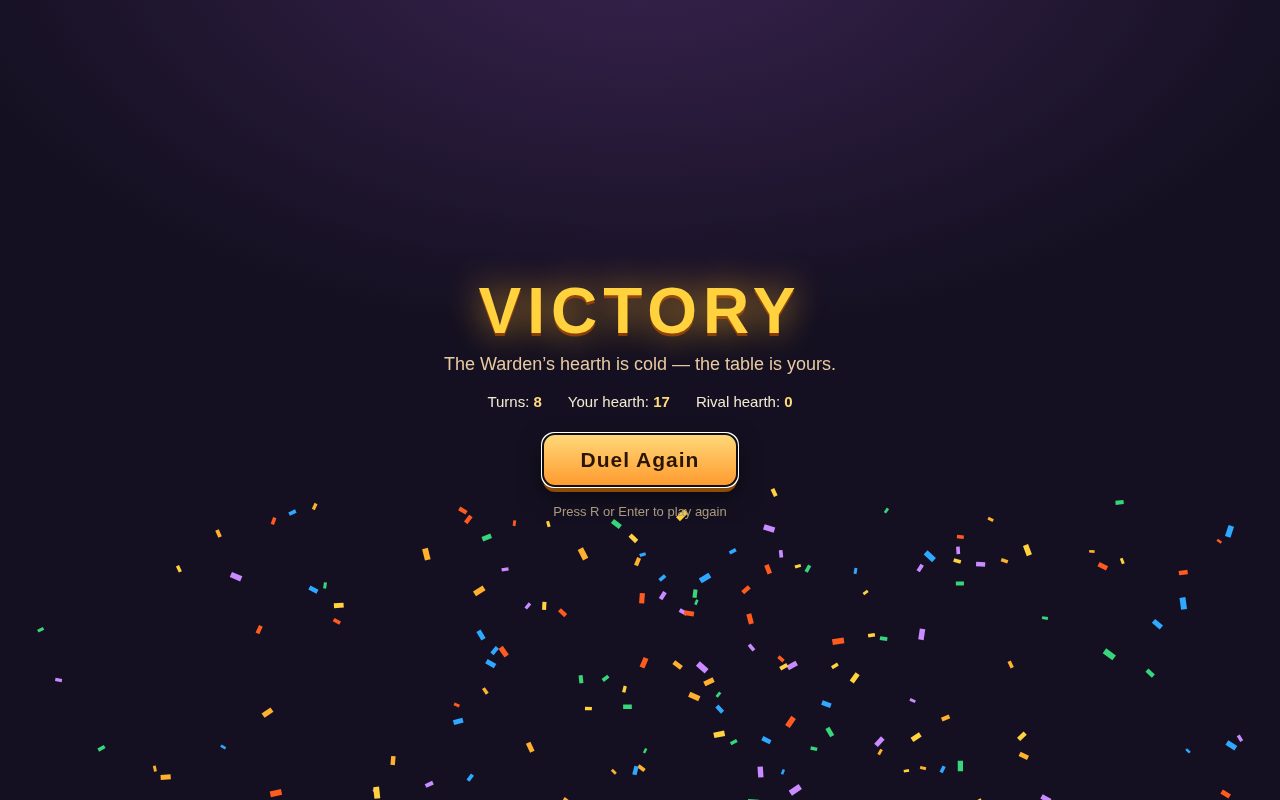 VICTORY
The Warden’s hearth is cold — the table is yours.
Turns: 8 Your hearth: 17 Rival hearth: 0
Duel Again
Press R or Enter to play again